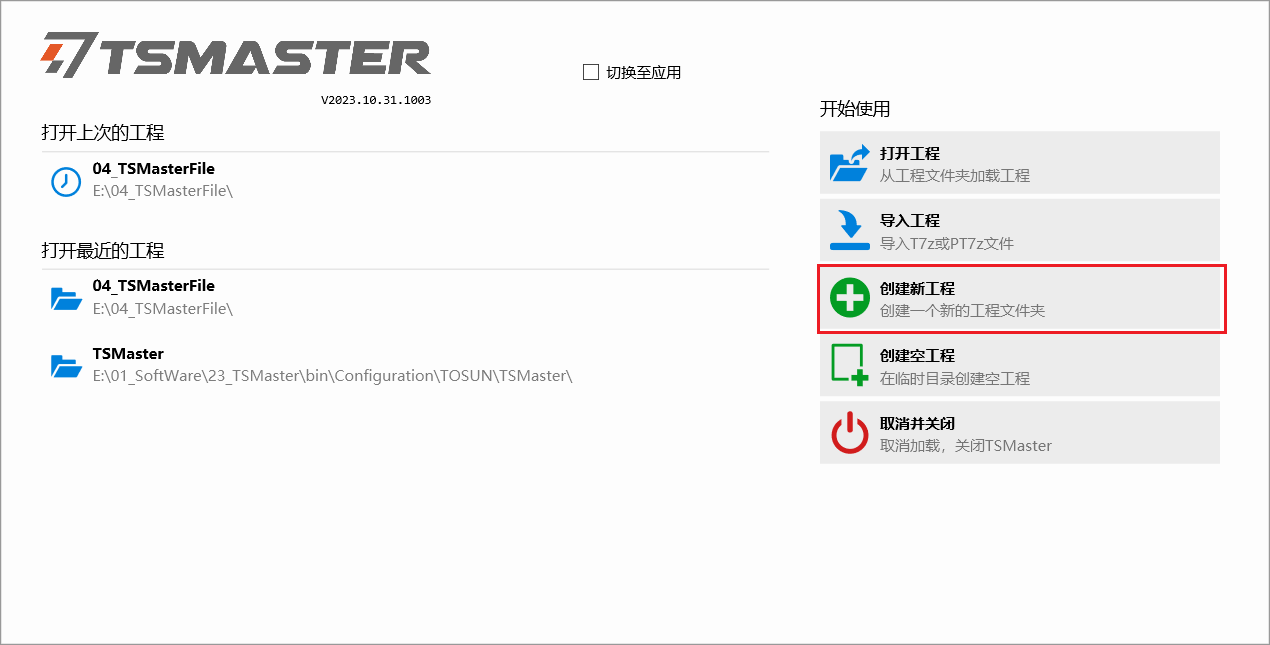 TSMASTER
V2023.10.31.1003
切换至应用
打开上次的工程
04_TSMasterFile
E:\04_TSMasterFile\
打开最近的工程
04_TSMasterFile
E:\04_TSMasterFile\
TSMaster
E:\01_SoftWare\23_TSMaster\bin\Configuration\TOSUN\TSMaster\
开始使用
打开工程
从工程文件夹加载工程
导入工程
导入T7z或PT7z文件
创建新工程
创建一个新的工程文件夹
创建空工程
在临时目录创建空工程
取消并关闭
取消加载，关闭TSMaster